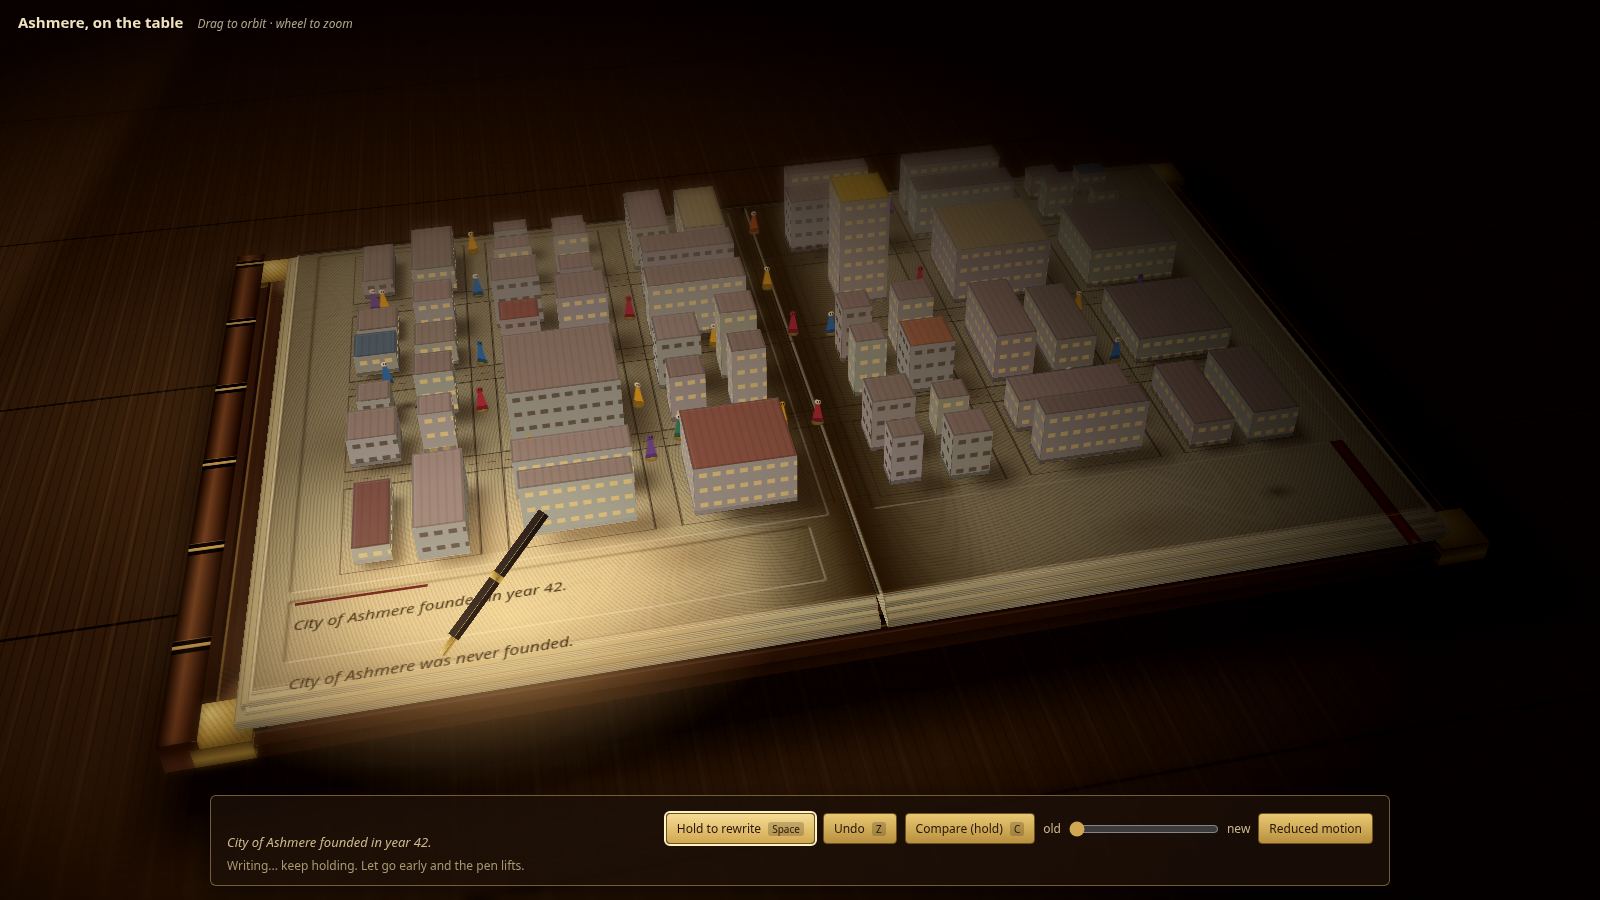 Ashmere, on the table Drag to orbit · wheel to zoom
City of Ashmere founded in year 42.
City of Ashmere was never founded.
Hold to rewrite Space Undo Z Compare (hold) C old new Reduced motion
City of Ashmere founded in year 42.
Writing... keep holding. Let go early and the pen lifts.